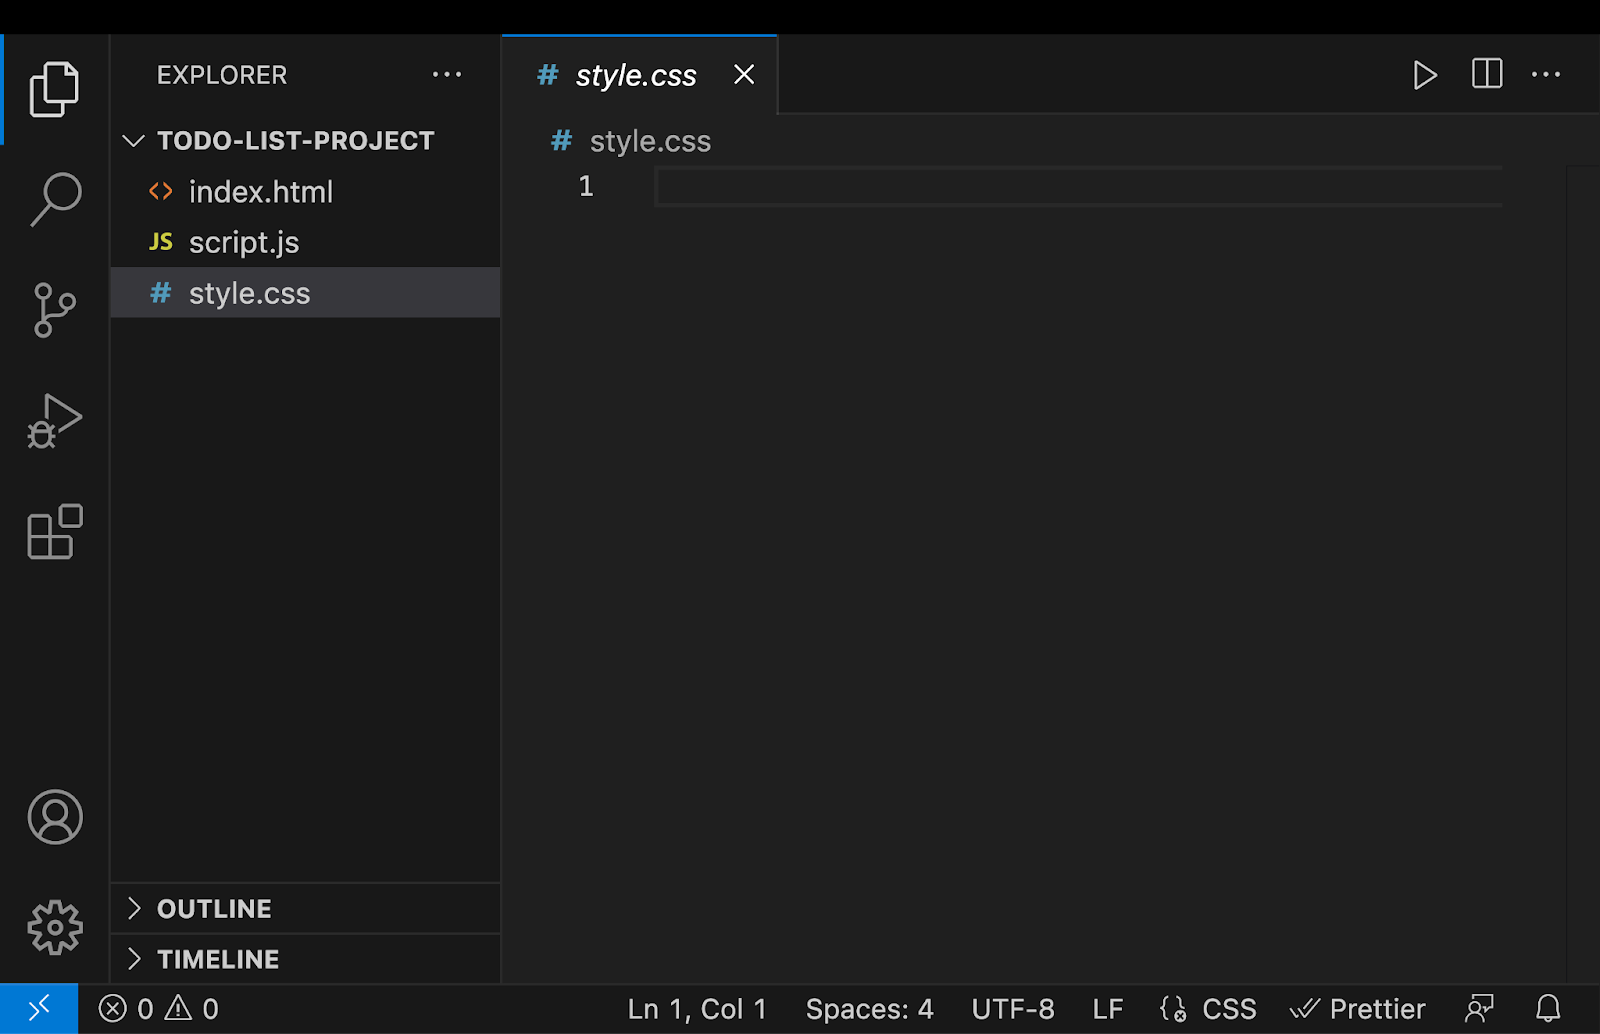 EXPLORER
TODO-LIST-PROJECT
<> index.html
JS script.js
# style.css
OUTLINE
TIMELINE
# style.css
# style.css
1
0 0
Ln 1, Col 1 Spaces: 4 UTF-8 LF CSS Prettier